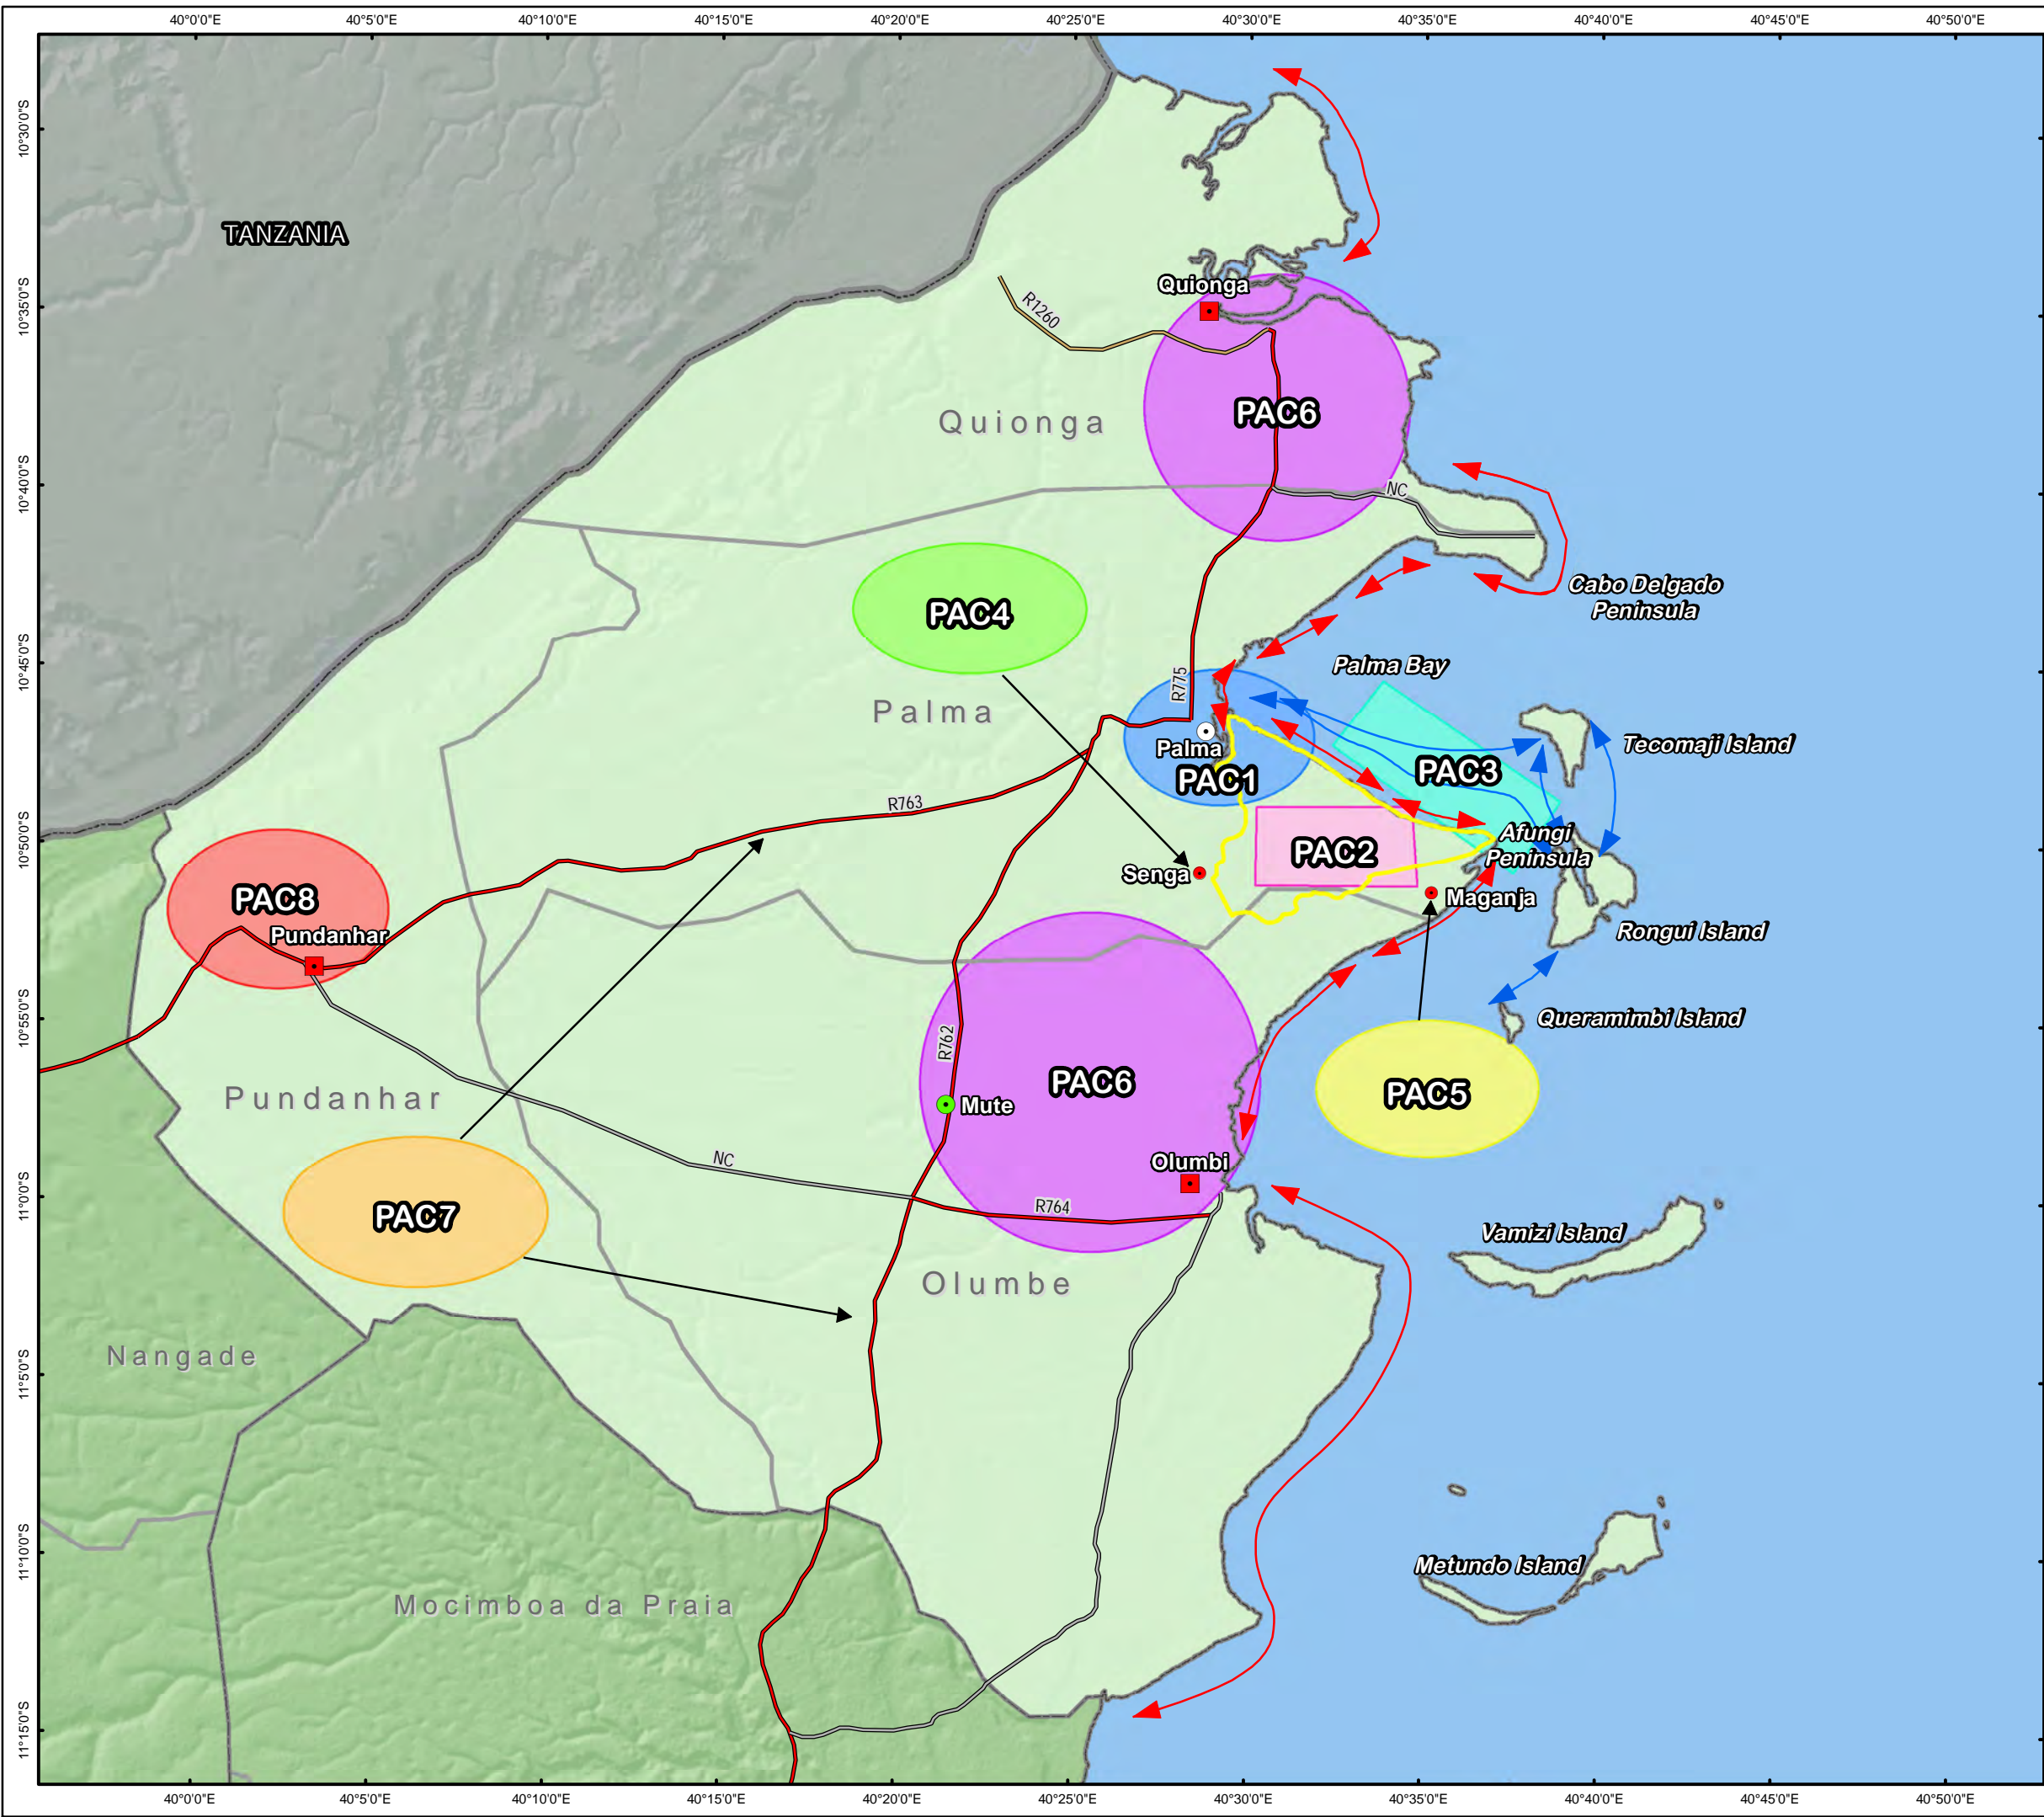 40°0'0"E 40°5'0"E 40°10'0"E 40°15'0"E 40°20'0"E 40°25'0"E 40°30'0"E 40°35'0"E 40°40'0"E 40°45'0"E 40°50'0"E
10°30'0"S
TANZANIA
Quionga
10°35'0"S
R1260
PAC6
Quionga
10°40'0"S
NC
Cabo Delgado
Peninsula
PAC4
10°45'0"S
Palma Bay
R775
Palma
Tecomaji Island
Palma
PAC3
PAC1
R763
10°50'0"S
Afungi
Peninsula
PAC2
Senga
PAC8
Maganja
Pundanhar
Rongui Island
10°55'0"S
Queramimbi Island
R762
PAC6
PAC5
Pundanhar
Mute
NC
Olumbi
11°0'0"S
R764
PAC7
Vamizi Island
Olumbe
Nangade
11°5'0"S
11°10'0"S
Metundo Island
Mocimboa da Praia
11°15'0"S
40°0'0"E 40°5'0"E 40°10'0"E 40°15'0"E 40°20'0"E 40°25'0"E 40°30'0"E 40°35'0"E 40°40'0"E 40°45'0"E 40°50'0"E